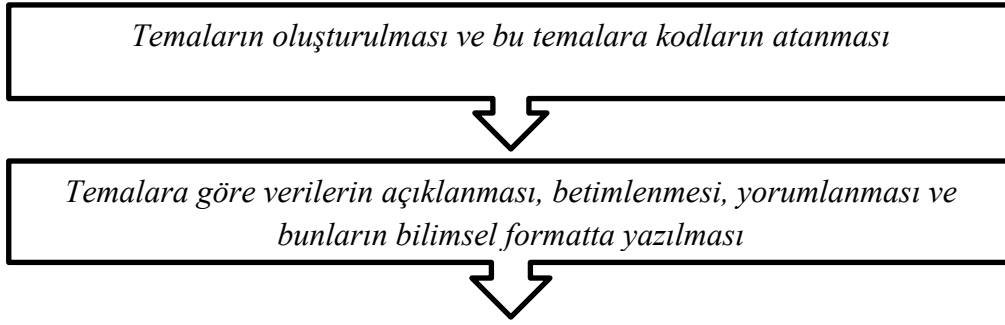 Temaların oluşturulması ve bu temalara kodların atanması
Temalara göre verilerin açıklanması, betimlenmesi, yorumlanması ve
bunların bilimsel formatta yazılması